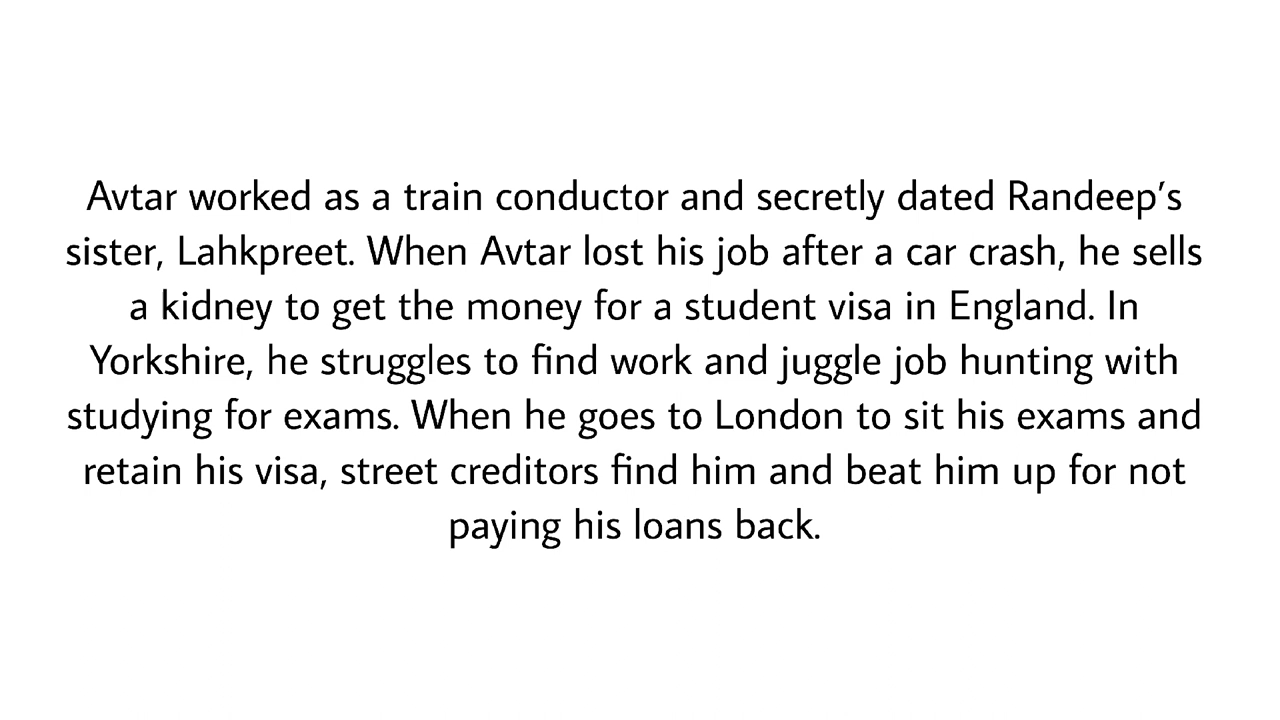 Avtar worked as a train conductor and secretly dated Randeep’s
sister, Lahkpreet. When Avtar lost his job after a car crash, he sells
a kidney to get the money for a student visa in England. In
Yorkshire, he struggles to find work and juggle job hunting with
studying for exams. When he goes to London to sit his exams and
retain his visa, street creditors find him and beat him up for not
paying his loans back.